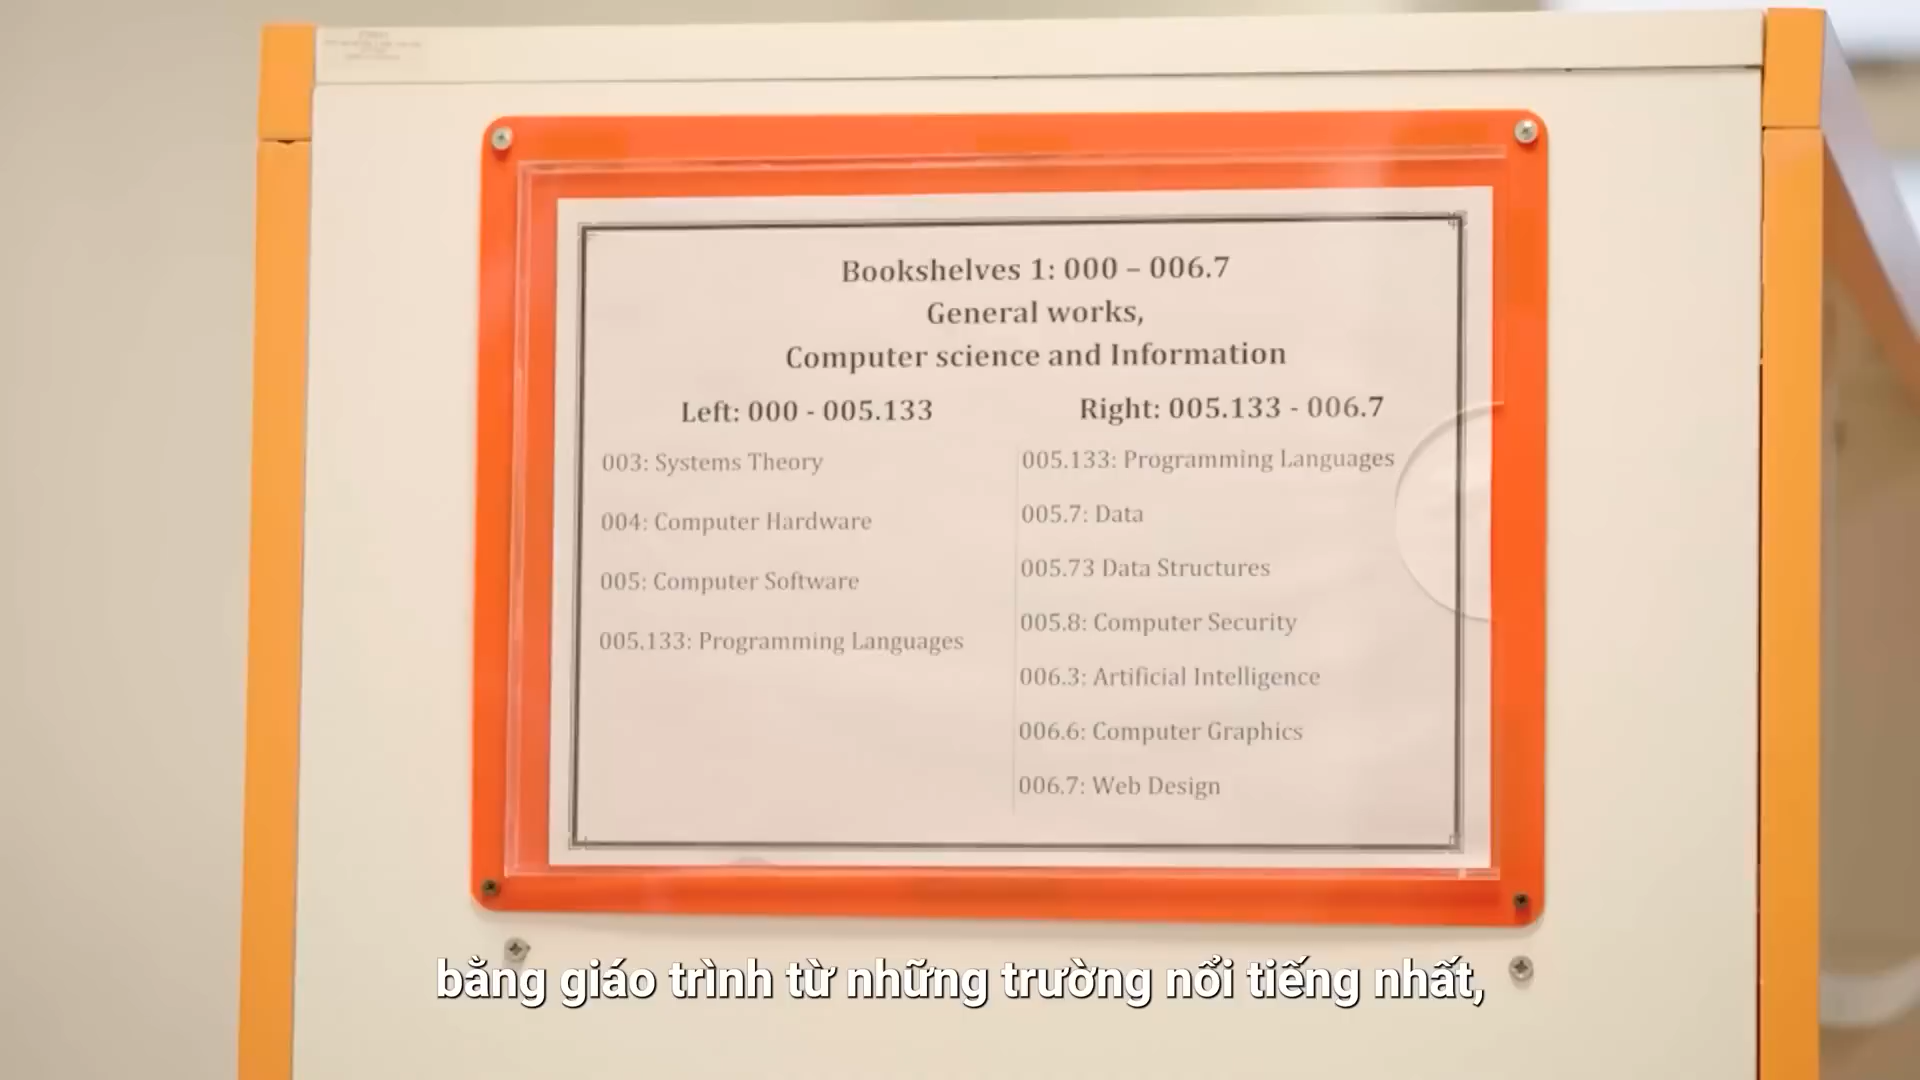 Bookshelves 1: 000 – 006.7
General works,
Computer science and Information
Left: 000 - 005.133
003: Systems Theory
004: Computer Hardware
005: Computer Software
005.133: Programming Languages
Right: 005.133 - 006.7
005.133: Programming Languages
005.7: Data
005.73 Data Structures
005.8: Computer Security
006.3: Artificial Intelligence
006.6: Computer Graphics
006.7: Web Design
bằng giáo trình từ những trường nổi tiếng nhất,